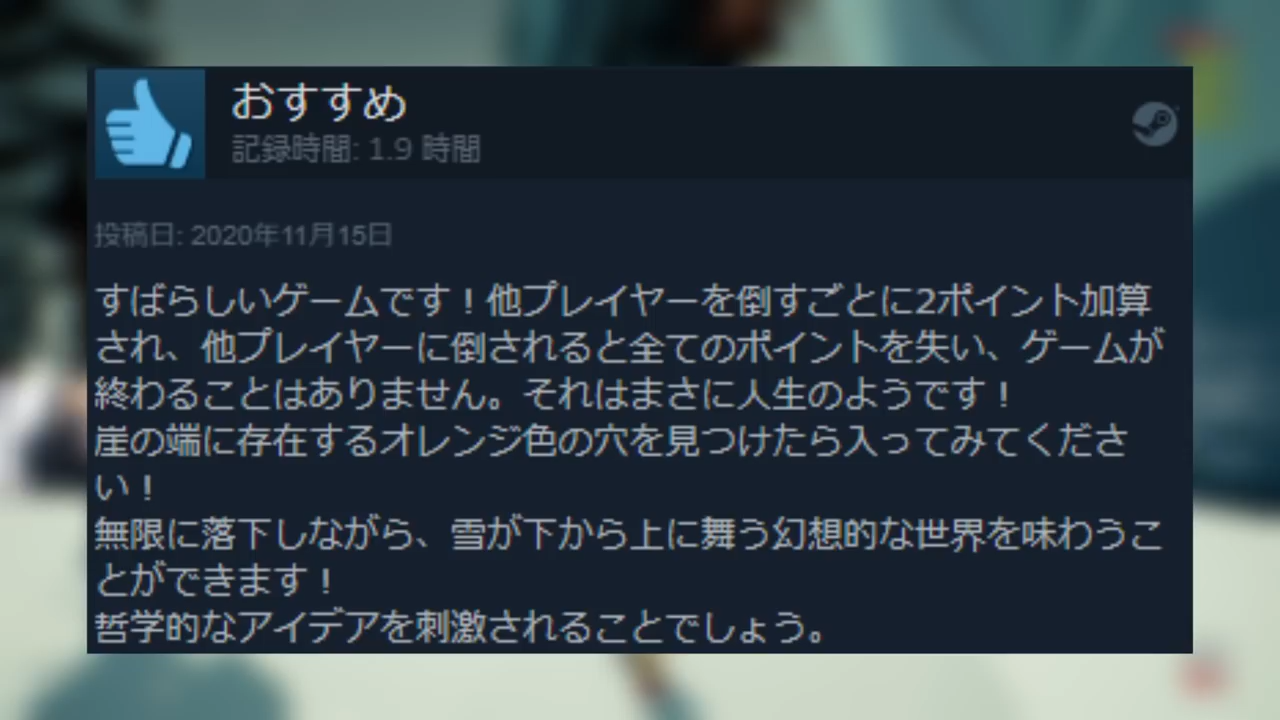 おすすめ
記録時間: 1.9 時間
投稿日: 2020年11月15日
すばらしいゲームです！他プレイヤーを倒すごとに2ポイント加算
され、他プレイヤーに倒されると全てのポイントを失い、ゲームが
終わることはありません。それはまさに人生のようです！
崖の端に存在するオレンジ色の穴を見つけたら入ってみてくださ
い！
無限に落下しながら、雪が下から上に舞う幻想的な世界を味わうこ
とができます！
哲学的なアイデアを刺激されることでしょう。